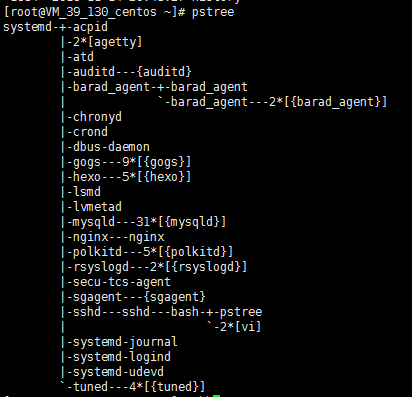 [root@VM_39_130_centos ~]# pstree
systemd-+-acpid
        |-2*[agetty]
        |-atd
        |-auditd---{auditd}
        |-barad_agent-+-barad_agent
        |             `-barad_agent---2*[{barad_agent}]
        |-chronyd
        |-crond
        |-dbus-daemon
        |-gogs---9*[{gogs}]
        |-hexo---5*[{hexo}]
        |-lsmd
        |-lvmetad
        |-mysqld---31*[{mysqld}]
        |-nginx---nginx
        |-polkitd---5*[{polkitd}]
        |-rsyslogd---2*[{rsyslogd}]
        |-secu-tcs-agent
        |-sgagent---{sgagent}
        |-sshd---sshd---bash-+-pstree
        |                    `-2*[vi]
        |-systemd-journal
        |-systemd-logind
        |-systemd-udevd
        `-tuned---4*[{tuned}]